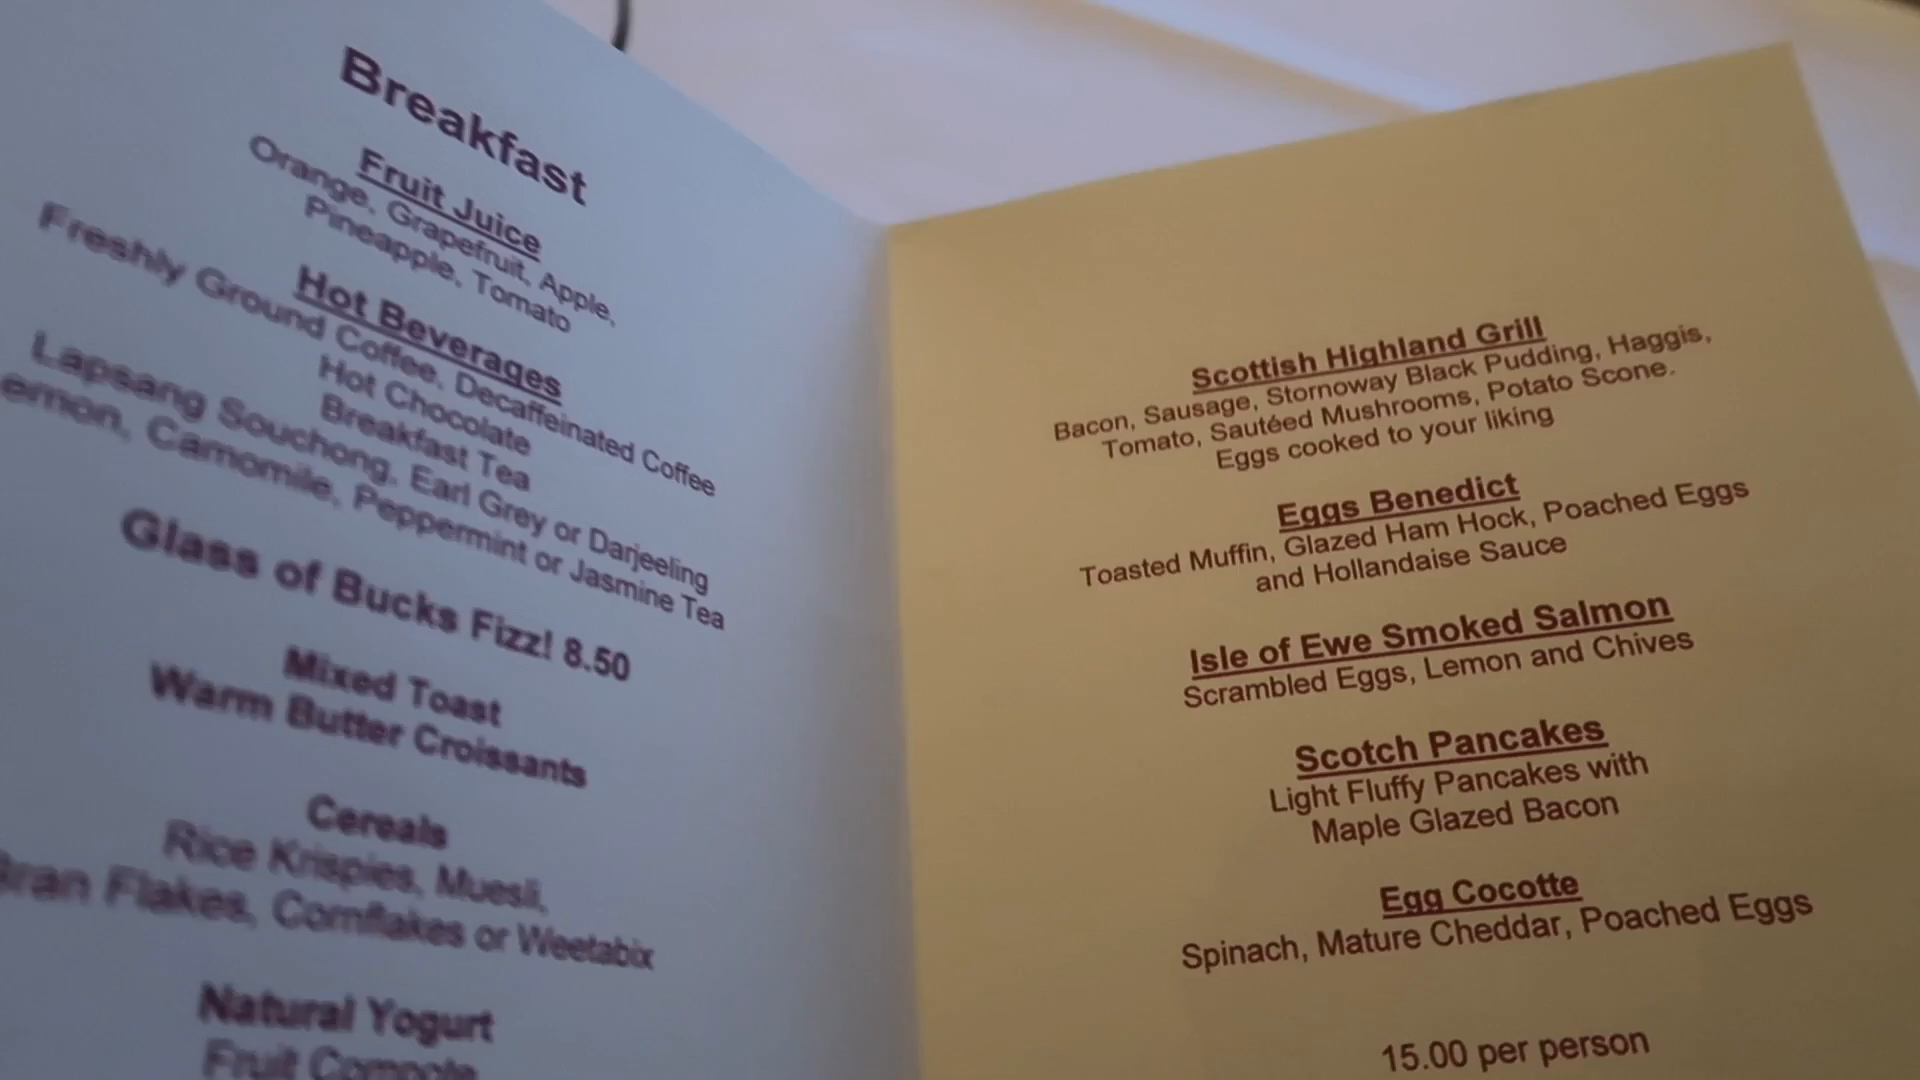 Breakfast
Fruit Juice
Orange, Grapefruit, Apple,
Pineapple, Tomato
Hot Beverages
Freshly Ground Coffee, Decaffeinated Coffee
Hot Chocolate
Breakfast Tea
Lapsang Souchong, Earl Grey or Darjeeling
emon, Camomile, Peppermint or Jasmine Tea
Glass of Bucks Fizz! 8.50
Mixed Toast
Warm Butter Croissants
Cereals
Rice Krispies, Muesli,
Bran Flakes, Cornflakes or Weetabix
Natural Yogurt
Fruit Compote
Scottish Highland Grill
Bacon, Sausage, Stornoway Black Pudding, Haggis,
Tomato, Sautéed Mushrooms, Potato Scone.
Eggs cooked to your liking
Eggs Benedict
Toasted Muffin, Glazed Ham Hock, Poached Eggs
and Hollandaise Sauce
Isle of Ewe Smoked Salmon
Scrambled Eggs, Lemon and Chives
Scotch Pancakes
Light Fluffy Pancakes with
Maple Glazed Bacon
Egg Cocotte
Spinach, Mature Cheddar, Poached Eggs
15.00 per person